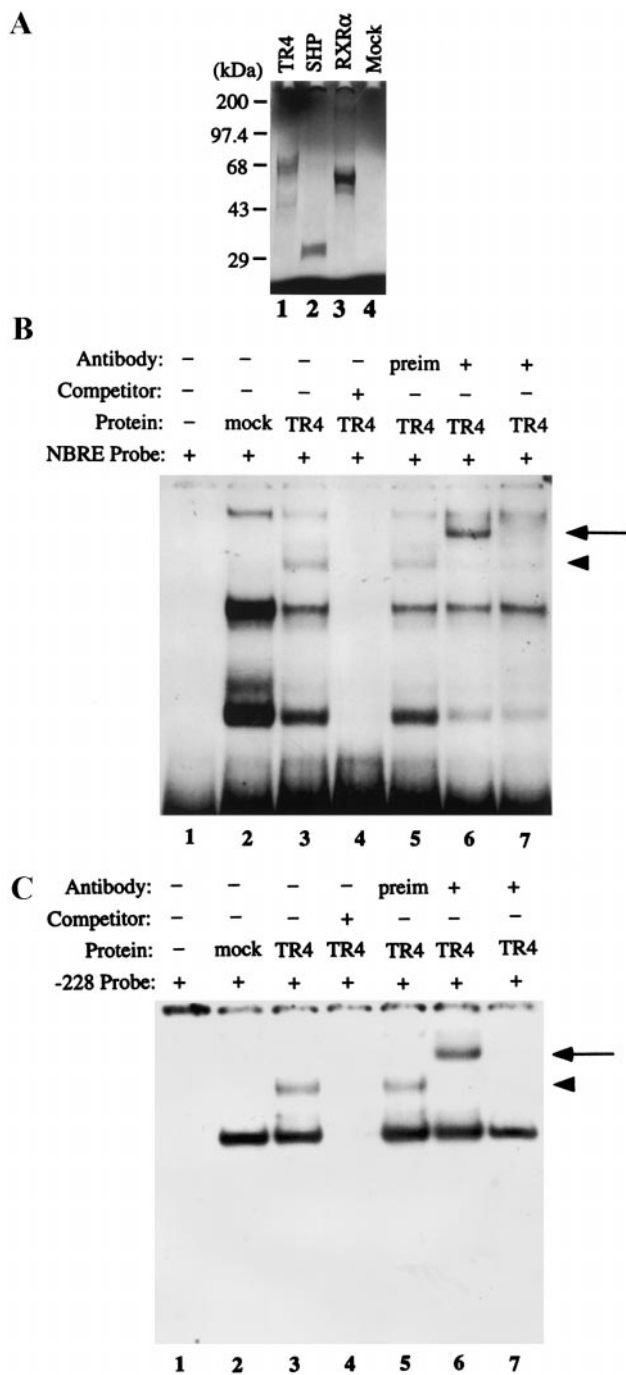 A
(kDa) TR4 SHP RXRα Mock
200
97.4
68
43
29
1 2 3 4
B
Antibody: – – – – preim + +
Competitor: – – – + – – –
Protein: – mock TR4 TR4 TR4 TR4 TR4
NBRE Probe: + + + + + + +
1 2 3 4 5 6 7
C
Antibody: – – – – preim + +
Competitor: – – – + – – –
Protein: – mock TR4 TR4 TR4 TR4 TR4
-228 Probe: + + + + + + +
1 2 3 4 5 6 7